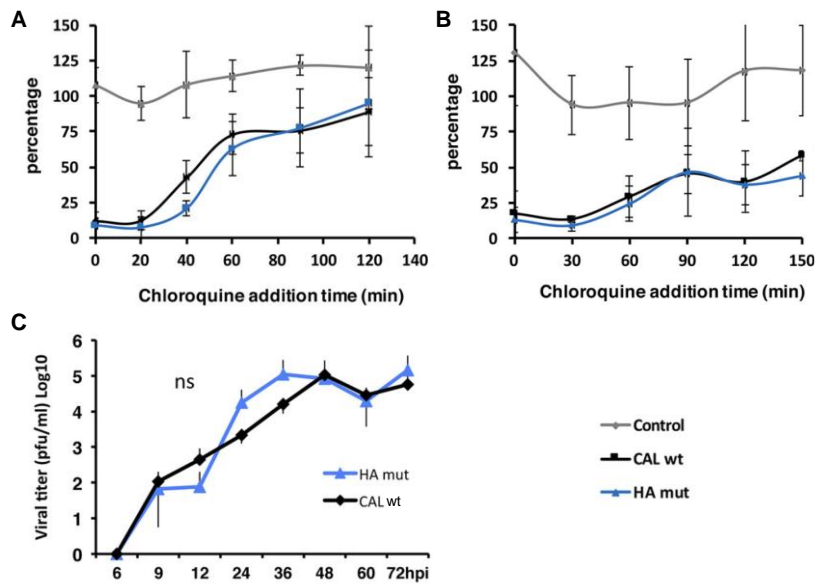 A
150
125
100
75
50
25
0
percentage
0 20 40 60 80 100 120 140
Chloroquine addition time (min)
B
150
125
100
75
50
25
0
percentage
0 30 60 90 120 150
Chloroquine addition time (min)
C
6
5
4
3
2
1
0
Viral titer (pfu/ml) Log10
ns
HA mut
CAL wt
6 9 12 24 36 48 60 72hpi
Control
CAL wt
HA mut